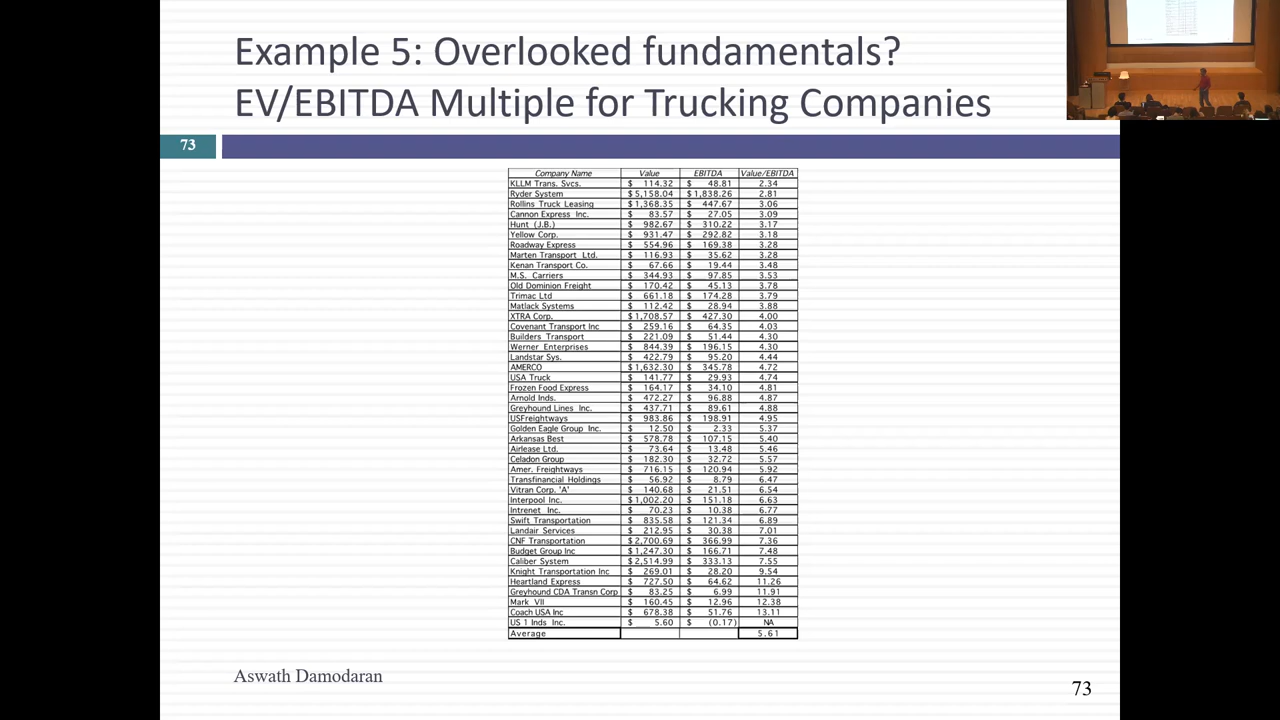 Example 5: Overlooked fundamentals?
EV/EBITDA Multiple for Trucking Companies
73
Company Name Value EBITDA Value/EBITDA
KLLM Trans. Svcs. $ 114.32 $ 48.81 2.34
Ryder System $5,158.04 $1,838.26 2.81
Rollins Truck Leasing $1,368.35 $ 447.67 3.06
Cannon Express Inc. $ 83.57 $ 27.05 3.09
Hunt (J.B.) $ 982.67 $ 310.22 3.17
Yellow Corp. $ 931.47 $ 292.82 3.18
Roadway Express $ 554.96 $ 169.38 3.28
Marten Transport Ltd. $ 116.93 $ 35.62 3.28
Kenan Transport Co. $ 67.66 $ 19.44 3.48
M.S. Carriers $ 344.93 $ 97.85 3.53
Old Dominion Freight $ 170.42 $ 45.13 3.78
Trimac Ltd $ 661.18 $ 174.28 3.79
Matlack Systems $ 112.42 $ 28.94 3.88
XTRA Corp. $1,708.57 $ 427.30 4.00
Covenant Transport Inc $ 259.16 $ 64.35 4.03
Builders Transport $ 221.09 $ 51.44 4.30
Werner Enterprises $ 844.39 $ 196.15 4.30
Landstar Sys. $ 422.79 $ 95.20 4.44
AMERCO $1,632.30 $ 345.78 4.72
USA Truck $ 141.77 $ 29.93 4.74
Frozen Food Express $ 164.17 $ 34.10 4.81
Arnold Inds. $ 472.27 $ 96.88 4.87
Greyhound Lines Inc. $ 437.71 $ 89.61 4.88
USFreightways $ 983.86 $ 198.91 4.95
Golden Eagle Group Inc. $ 12.50 $ 2.33 5.37
Arkansas Best $ 578.78 $ 107.15 5.40
Airlease Ltd. $ 73.64 $ 13.48 5.46
Celadon Group $ 182.30 $ 32.72 5.57
Amer. Freightways $ 716.15 $ 120.94 5.92
Transfinancial Holdings $ 56.92 $ 8.79 6.47
Vitran Corp. 'A' $ 140.68 $ 21.51 6.54
Interpool Inc. $1,002.20 $ 151.18 6.63
Intrenet Inc. $ 70.23 $ 10.38 6.77
Swift Transportation $ 835.58 $ 121.34 6.89
Landair Services $ 212.95 $ 30.38 7.01
CNF Transportation $2,700.69 $ 366.99 7.36
Budget Group Inc $1,247.30 $ 166.71 7.48
Caliber System $2,514.99 $ 333.13 7.55
Knight Transportation Inc $ 269.01 $ 28.20 9.54
Heartland Express $ 727.50 $ 64.62 11.26
Greyhound CDA Transn Corp $ 83.25 $ 6.99 11.91
Mark VII $ 160.45 $ 12.96 12.38
Coach USA Inc $ 678.38 $ 51.76 13.11
US 1 Inds Inc. $ 5.60 $ (0.17) NA
Average 5.61
Aswath Damodaran
73